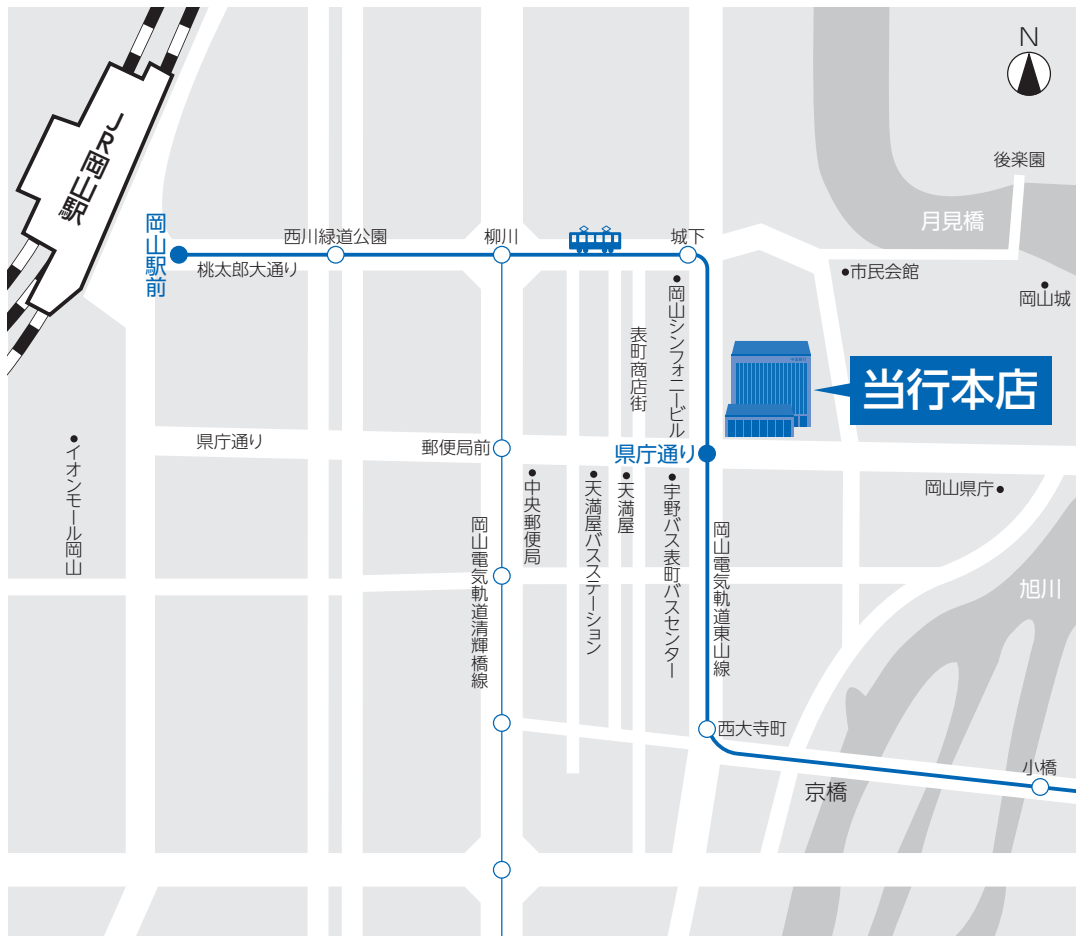 N
JR岡山駅
後楽園
月見橋
岡山駅前
西川緑道公園
柳川
城下
桃太郎大通り
市民会館
岡山城
岡山シンフォニービル
表町商店街
当行本店
県庁通り
郵便局前
県庁通り
イオンモール岡山
中央郵便局
天満屋バスステーション
天満屋
宇野バス表町バスセンター
岡山県庁
岡山電気軌道清輝橋線
岡山電気軌道東山線
旭川
西大寺町
小橋
京橋